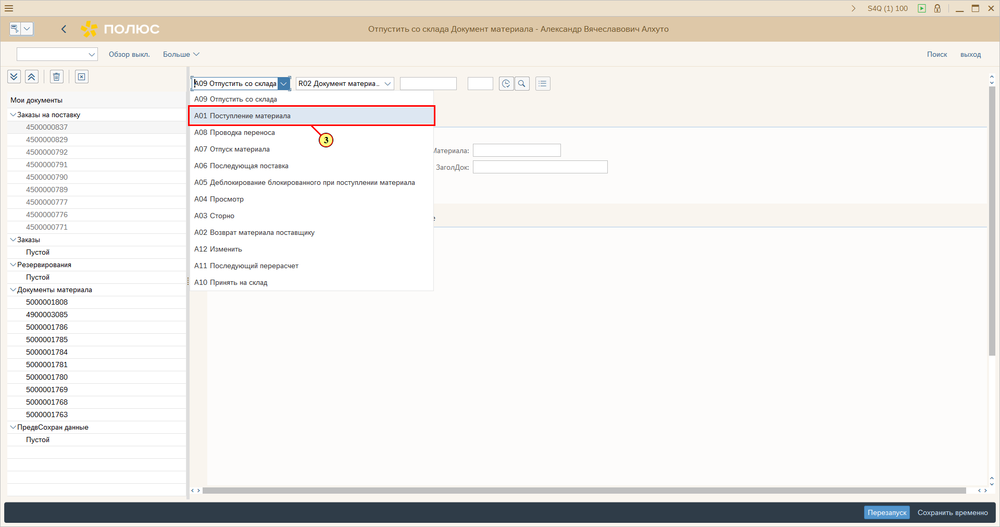 S4Q (1) 100
ПОЛЮС
Отпустить со склада Документ материала - Александр Вячеславович Алхуто
Обзор выкл.
Больше
Поиск
выход
A09 Отпустить со склада
R02 Документ материа...
Мои документы
Заказы на поставку
4500000837
4500000829
4500000792
4500000791
4500000790
4500000789
4500000777
4500000776
4500000771
Заказы
Пустой
Резервирования
Пустой
Документы материала
5000001808
4900003085
5000001786
5000001785
5000001784
5000001781
5000001780
5000001769
5000001768
5000001763
ПредвСохран данные
Пустой
A09 Отпустить со склада
A01 Поступление материала
A08 Проводка переноса
3
A07 Отпуск материала
A06 Последующая поставка
A05 Деблокирование блокированного при поступлении материала
A04 Просмотр
A03 Сторно
A02 Возврат материала поставщику
A12 Изменить
A11 Последующий перерасчет
A10 Принять на склад
Материала:
ЗаголДок:
Перезапуск
Сохранить временно